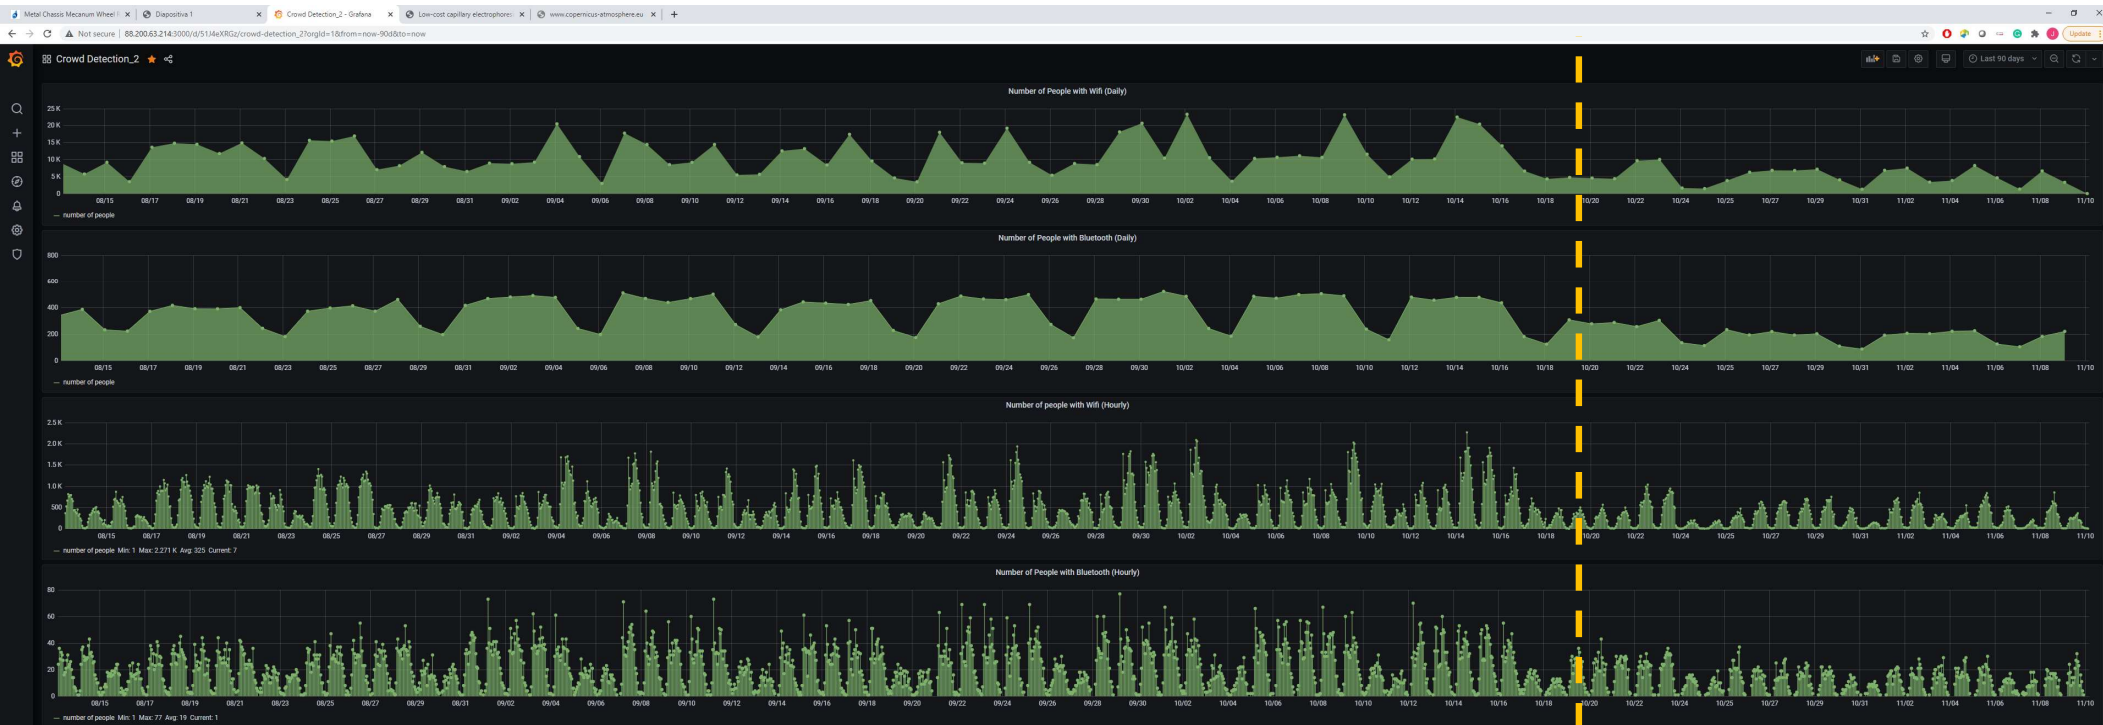 Metal Chassis Mecanum Wheel
Diapositiva 1
Crowd Detection_2 - Grafana
Low-cost capillary electrophores
www.copernicus-atmosphere.eu
Not secure | 88.200.63.214:3000/d/51J4eXRGz/crowd-detection_2?orgId=1&from=now-90d&to=now
Update
Crowd Detection_2
Last 90 days
Number of People with Wifi (Daily)
25 K
20 K
15 K
10 K
5 K
0
08/15 08/17 08/19 08/21 08/23 08/25 08/27 08/29 08/31 09/02 09/04 09/06 09/08 09/10 09/12 09/14 09/16 09/18 09/20 09/22 09/24 09/26 09/28 09/30 10/02 10/04 10/06 10/08 10/10 10/12 10/14 10/16 10/18 10/20 10/22 10/24 10/25 10/27 10/29 10/31 11/02 11/04 11/06 11/08 11/10
number of people
Number of People with Bluetooth (Daily)
800
600
400
200
0
08/15 08/17 08/19 08/21 08/23 08/25 08/27 08/29 08/31 09/02 09/04 09/06 09/08 09/10 09/12 09/14 09/16 09/18 09/20 09/22 09/24 09/26 09/28 09/30 10/02 10/04 10/06 10/08 10/10 10/12 10/14 10/16 10/18 10/20 10/22 10/24 10/25 10/27 10/29 10/31 11/02 11/04 11/06 11/08 11/10
number of people
Number of people with Wifi (Hourly)
2.5 K
2.0 K
1.5 K
1.0 K
500
0
08/15 08/17 08/19 08/21 08/23 08/25 08/27 08/29 08/31 09/02 09/04 09/06 09/08 09/10 09/12 09/14 09/16 09/18 09/20 09/22 09/24 09/26 09/28 09/30 10/02 10/04 10/06 10/08 10/10 10/12 10/14 10/16 10/18 10/20 10/22 10/24 10/25 10/27 10/29 10/31 11/02 11/04 11/06 11/08 11/10
number of people Min: 1 Max: 2.271 K Avg: 325 Current: 7
Number of People with Bluetooth (Hourly)
80
60
40
20
0
08/15 08/17 08/19 08/21 08/23 08/25 08/27 08/29 08/31 09/02 09/04 09/06 09/08 09/10 09/12 09/14 09/16 09/18 09/20 09/22 09/24 09/26 09/28 09/30 10/02 10/04 10/06 10/08 10/10 10/12 10/14 10/16 10/18 10/20 10/22 10/24 10/25 10/27 10/29 10/31 11/02 11/04 11/06 11/08 11/10
number of people Min: 1 Max: 77 Avg: 19 Current: 1